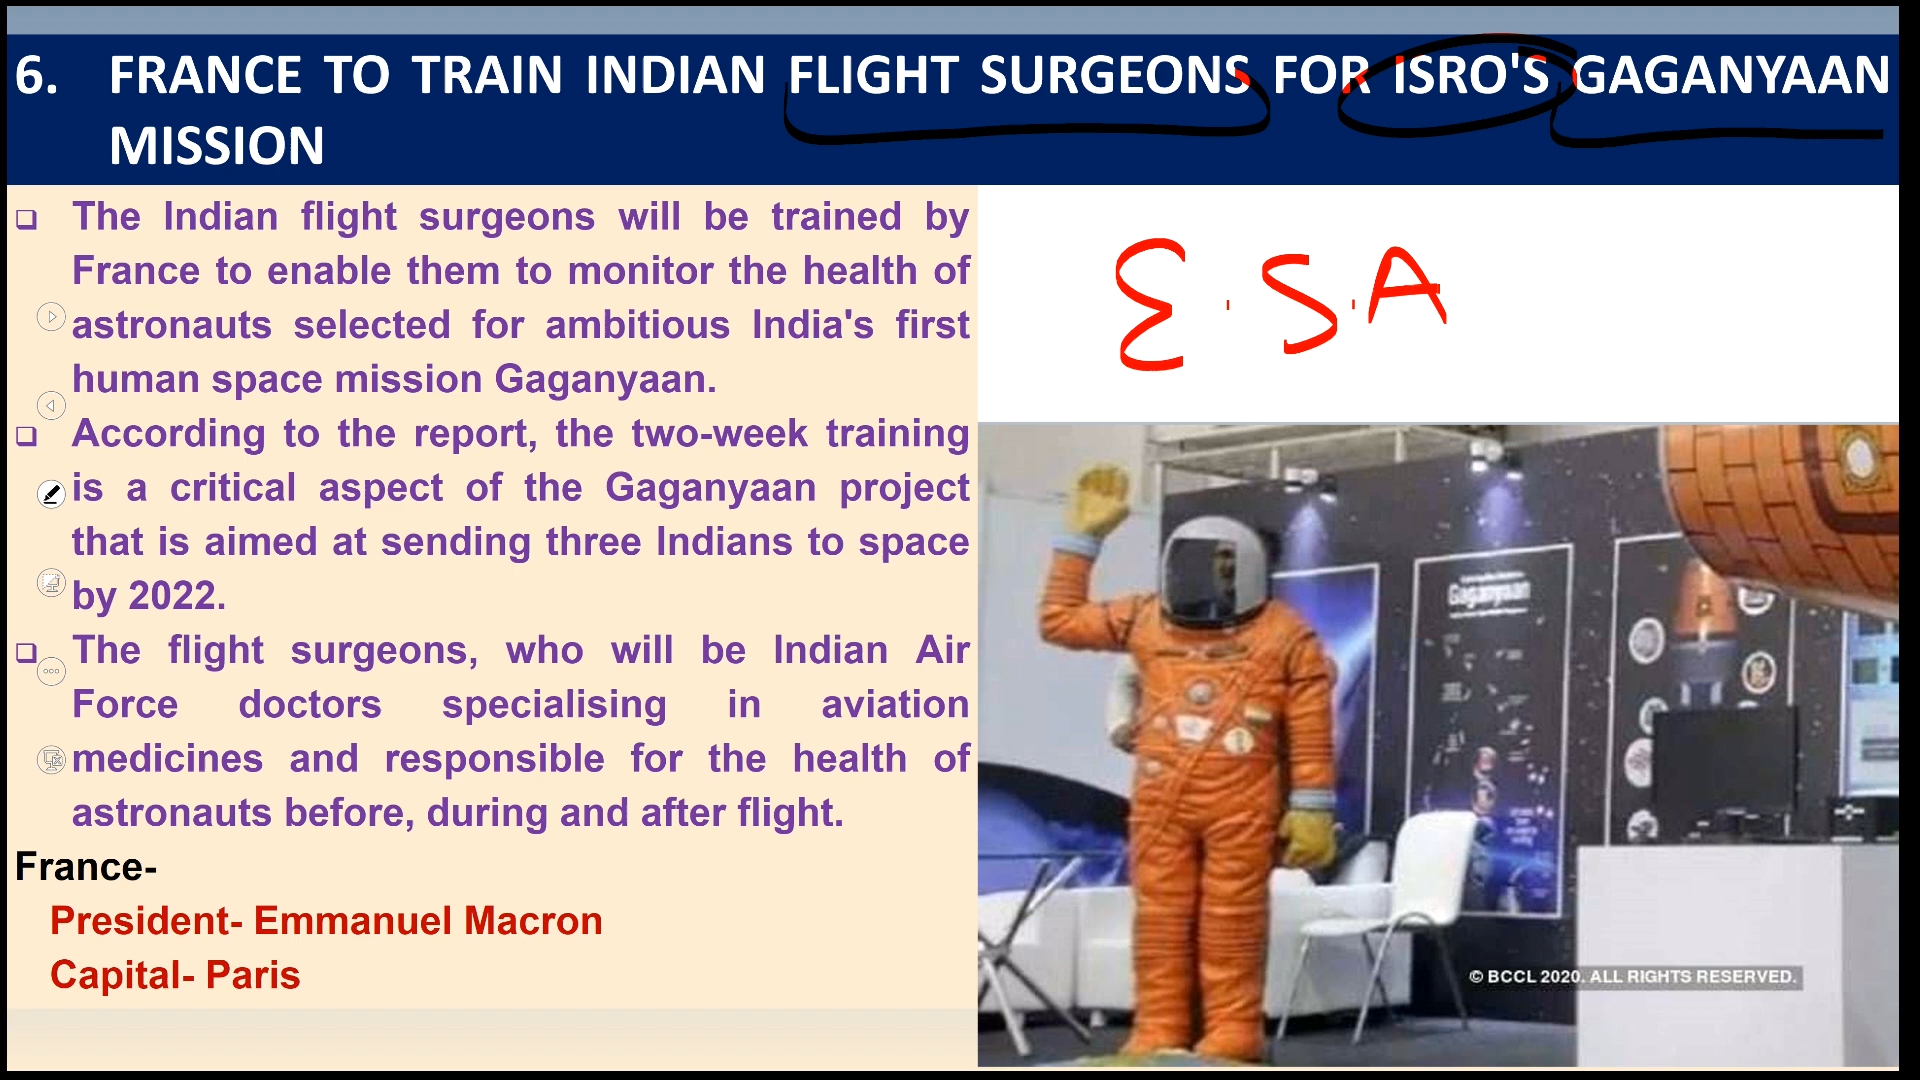 6. FRANCE TO TRAIN INDIAN FLIGHT SURGEONS FOR ISRO'S GAGANYAAN
MISSION
❑ The Indian flight surgeons will be trained by
France to enable them to monitor the health of
astronauts selected for ambitious India's first
human space mission Gaganyaan.
❑ According to the report, the two-week training
is a critical aspect of the Gaganyaan project
that is aimed at sending three Indians to space
by 2022.
❑ The flight surgeons, who will be Indian Air
Force doctors specialising in aviation
medicines and responsible for the health of
astronauts before, during and after flight.
France-
President- Emmanuel Macron
Capital- Paris
E.S.A
Gaganyaan
© BCCL 2020. ALL RIGHTS RESERVED.